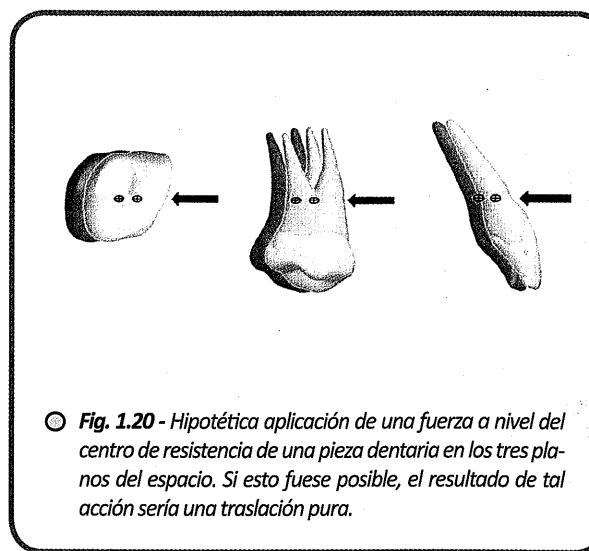 Fig. 1.20 - Hipotética aplicación de una fuerza a nivel del
centro de resistencia de una pieza dentaria en los tres pla-
nos del espacio. Si esto fuese posible, el resultado de tal
acción sería una traslación pura.